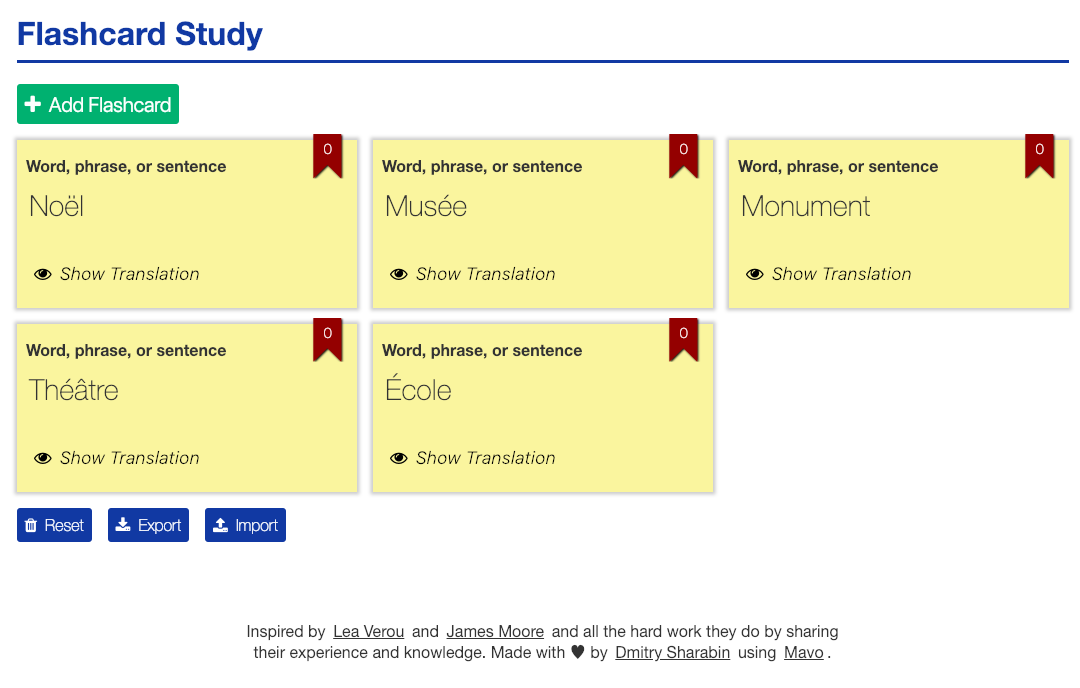 Flashcard Study
Add Flashcard
0
Word, phrase, or sentence
Noël
Show Translation
0
Word, phrase, or sentence
Musée
Show Translation
0
Word, phrase, or sentence
Monument
Show Translation
0
Word, phrase, or sentence
Théâtre
Show Translation
0
Word, phrase, or sentence
École
Show Translation
Reset
Export
Import
Inspired by Lea Verou and James Moore and all the hard work they do by sharing
their experience and knowledge. Made with ♥ by Dmitry Sharabin using Mavo .